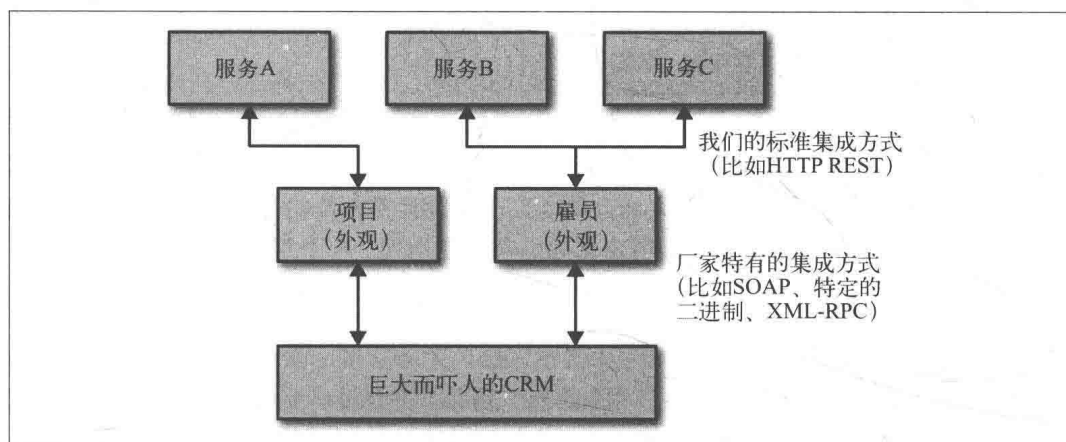 服务A
服务B
服务C
我们的标准集成方式
（比如HTTP REST）
项目
（外观）
雇员
（外观）
厂家特有的集成方式
（比如SOAP、特定的
二进制、XML-RPC）
巨大而吓人的CRM